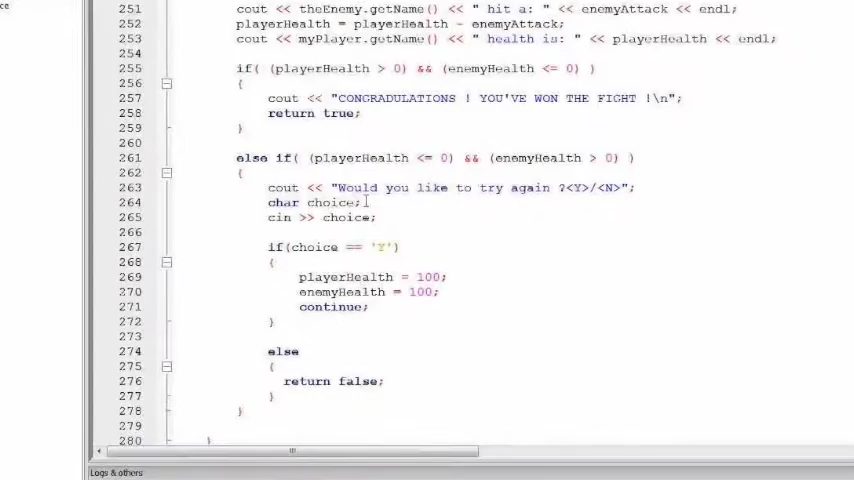 ce
251 cout << theEnemy.getName() << " hit a: " << enemyAttack << endl;
252 playerHealth = playerHealth - enemyAttack;
253 cout << myPlayer.getName() << " health is: " << playerHealth << endl;
254
255 if( (playerHealth > 0) && (enemyHealth <= 0) )
256 {
257 cout << "CONGRADULATIONS ! YOU'VE WON THE FIGHT !\n";
258 return true;
259 }
260
261 else if( (playerHealth <= 0) && (enemyHealth > 0) )
262 {
263 cout << "Would you like to try again ?<Y>/<N>";
264 char choice;
265 cin >> choice;
266
267 if(choice == 'Y')
268 {
269 playerHealth = 100;
270 enemyHealth = 100;
271 continue;
272 }
273
274 else
275 {
276 return false;
277 }
278 }
279
280 }
Logs & others